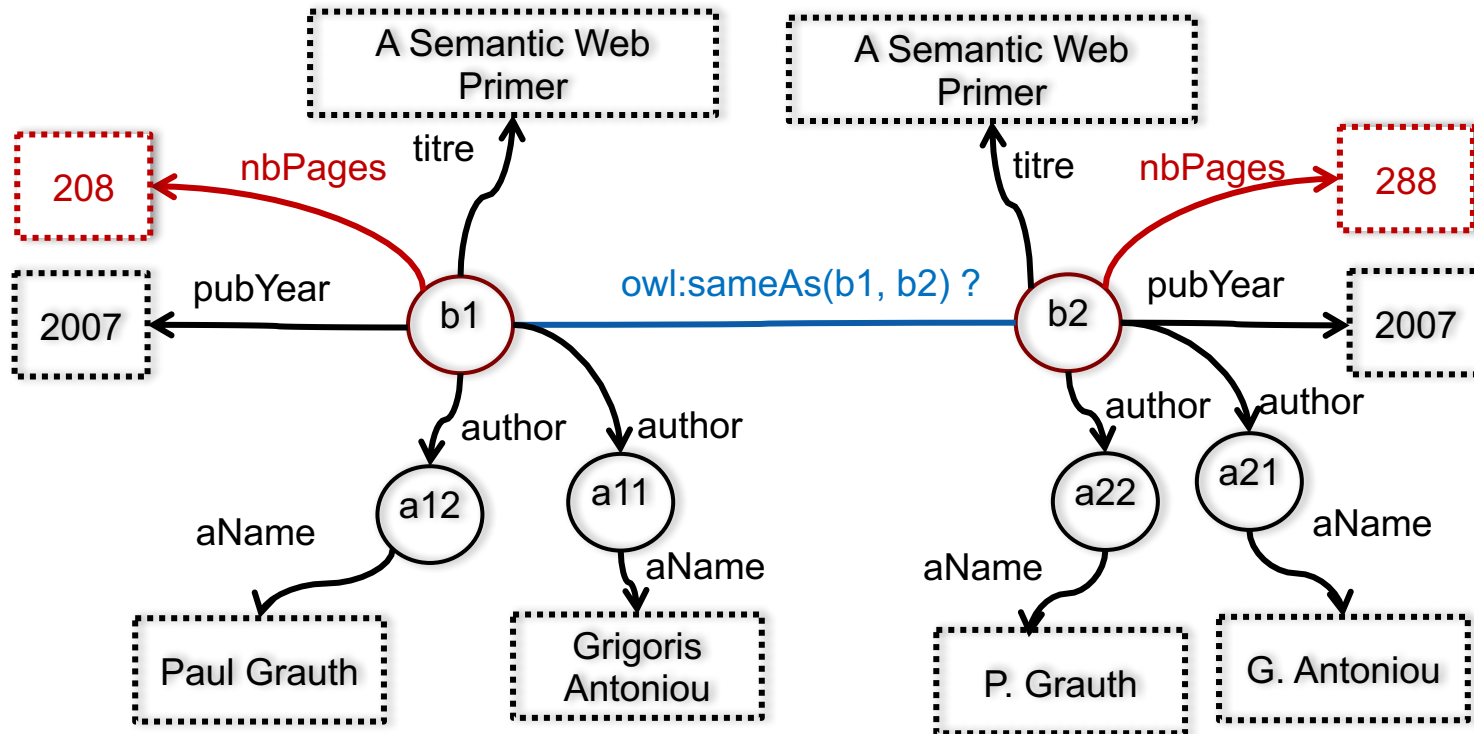 A Semantic Web
Primer
A Semantic Web
Primer
titre
titre
nbPages
nbPages
208
288
pubYear
owl:sameAs(b1, b2) ?
pubYear
2007
b1
b2
2007
author
author
author
author
a12
a11
a22
a21
aName
aName
aName
aName
Paul Grauth
Grigoris
Antoniou
P. Grauth
G. Antoniou